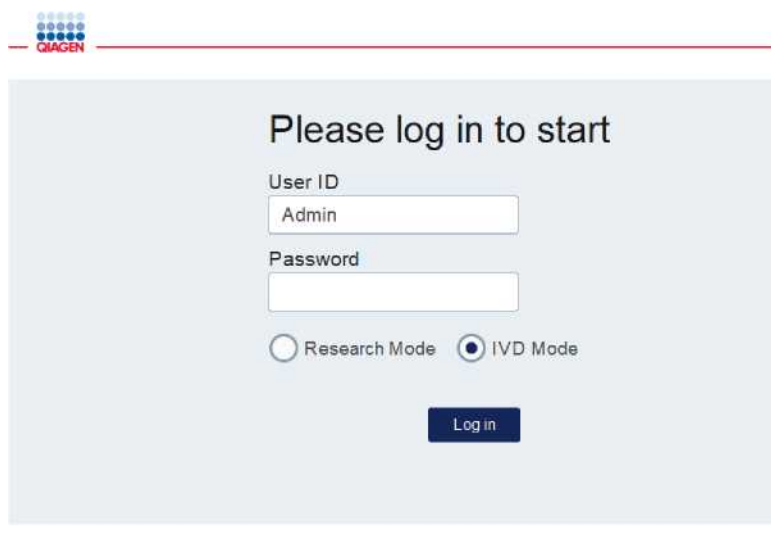 QIAGEN
Please log in to start
User ID
Admin
Password
Research Mode IVD Mode
Log in